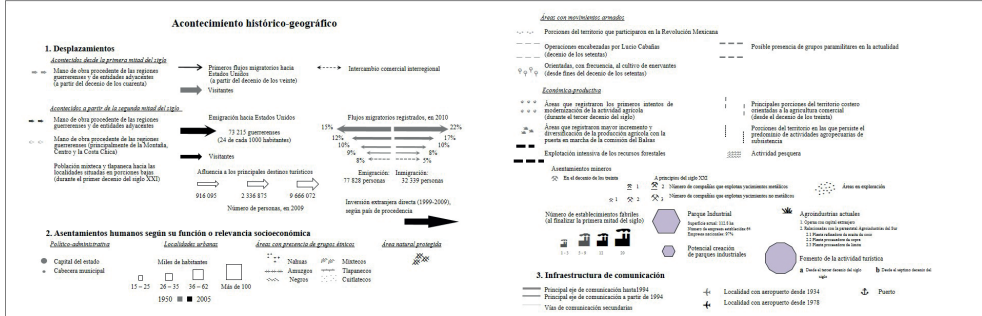 Acontecimiento histórico-geográfico
1. Desplazamientos
Acontecidos desde la primera mitad del siglo
Mano de obra procedente de las regiones
guerrerenses y de entidades adyacentes
(a partir del decenio de los cuarenta)
Primeros flujos migratorios hacia
Estados Unidos
(a partir del decenio de los veinte)
Visitantes
Intercambio comercial interregional
Acontecidos a partir de la segunda mitad del siglo
Mano de obra procedente de las regiones
guerrerenses y de entidades adyacentes
Mano de obra procedente de las regiones
guerrerenses (principalmente de la Montaña,
Centro y la Costa Chica)
Población mixteca y tlapaneca hacia las
localidades situadas en porciones bajas
(durante el primer decenio del siglo XXI)
Emigración hacia Estados Unidos
73 215 guerrerenses
(24 de cada 1000 habitantes)
Visitantes
Afluencia a los principales destinos turísticos
916 095
2 336 875
9 666 072
Número de personas, en 2009
Flujos migratorios registrados, en 2010
15% 22%
12% 17%
10% 10%
9% 8%
8% 5%
Emigración: Inmigración:
77 828 personas 32 339 personas
Inversión extranjera directa (1999-2009),
según país de procedencia
2. Asentamientos humanos según su función o relevancia socioeconómica
Político-administrativa
Capital del estado
Cabecera municipal
Localidades urbanas
Miles de habitantes
15 – 25
26 – 35
36 – 62
Más de 100
1950
2005
Áreas con presencia de grupos étnicos
Nahuas
Mixtecos
Amuzgos
Tlapanecos
Negros
Cuitlatecos
Área natural protegida
Áreas con movimientos armados
Porciones del territorio que participaron en la Revolución Mexicana
Operaciones encabezadas por Lucio Cabañas
(decenio de los setentas)
Posible presencia de grupos paramilitares en la actualidad
Orientadas, con frecuencia, al cultivo de enervantes
(desde fines del decenio de los setentas)
Económica-productiva
Áreas que registraron los primeros intentos de
modernización de la actividad agrícola
(durante el tercer decenio del siglo)
Principales porciones del territorio costero
orientadas a la agricultura comercial
(desde el decenio de los treinta)
Áreas que registraron mayor incremento y
diversificación de la producción agrícola con la
puesta en marcha de la comisión del Balsas
Porciones del territorio en las que persiste el
predominio de actividades agropecuarias de
subsistencia
Explotación intensiva de los recursos forestales
Actividad pesquera
Asentamientos mineros
En el decenio de los treinta
A principios del siglo XXI
1 2 Número de compañías que explotan yacimientos metálicos
1 2 3 Número de compañías que explotan yacimientos no metálicos
Áreas en exploración
Número de establecimientos fabriles
(al finalizar la primera mitad del siglo)
Parque Industrial
Potencial creación
de parques industriales
Agroindustrias actuales
1. Operan con capital extranjero
Fomento de la actividad turística
a Desde el tercer decenio del siglo
b Desde el séptimo decenio del
siglo
3. Infraestructura de comunicación
Principal eje de comunicación hasta1994
Principal eje de comunicación a partir de 1994
Vías de comunicación secundarias
Localidad con aeropuerto desde 1934
Localidad con aeropuerto desde 1978
Puerto